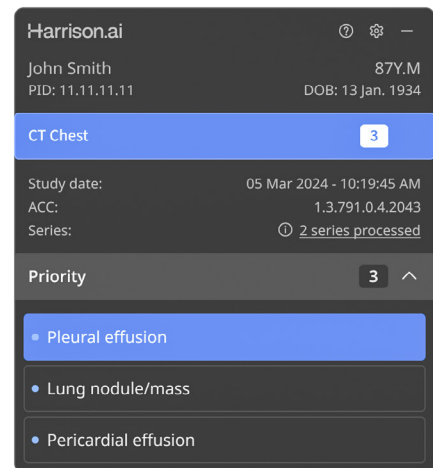 Harrison.ai
John Smith 87Y.M
PID: 11.11.11.11 DOB: 13 Jan. 1934
CT Chest 3
Study date: 05 Mar 2024 - 10:19:45 AM
ACC: 1.3.791.0.4.2043
Series: 2 series processed
Priority 3
Pleural effusion
Lung nodule/mass
Pericardial effusion